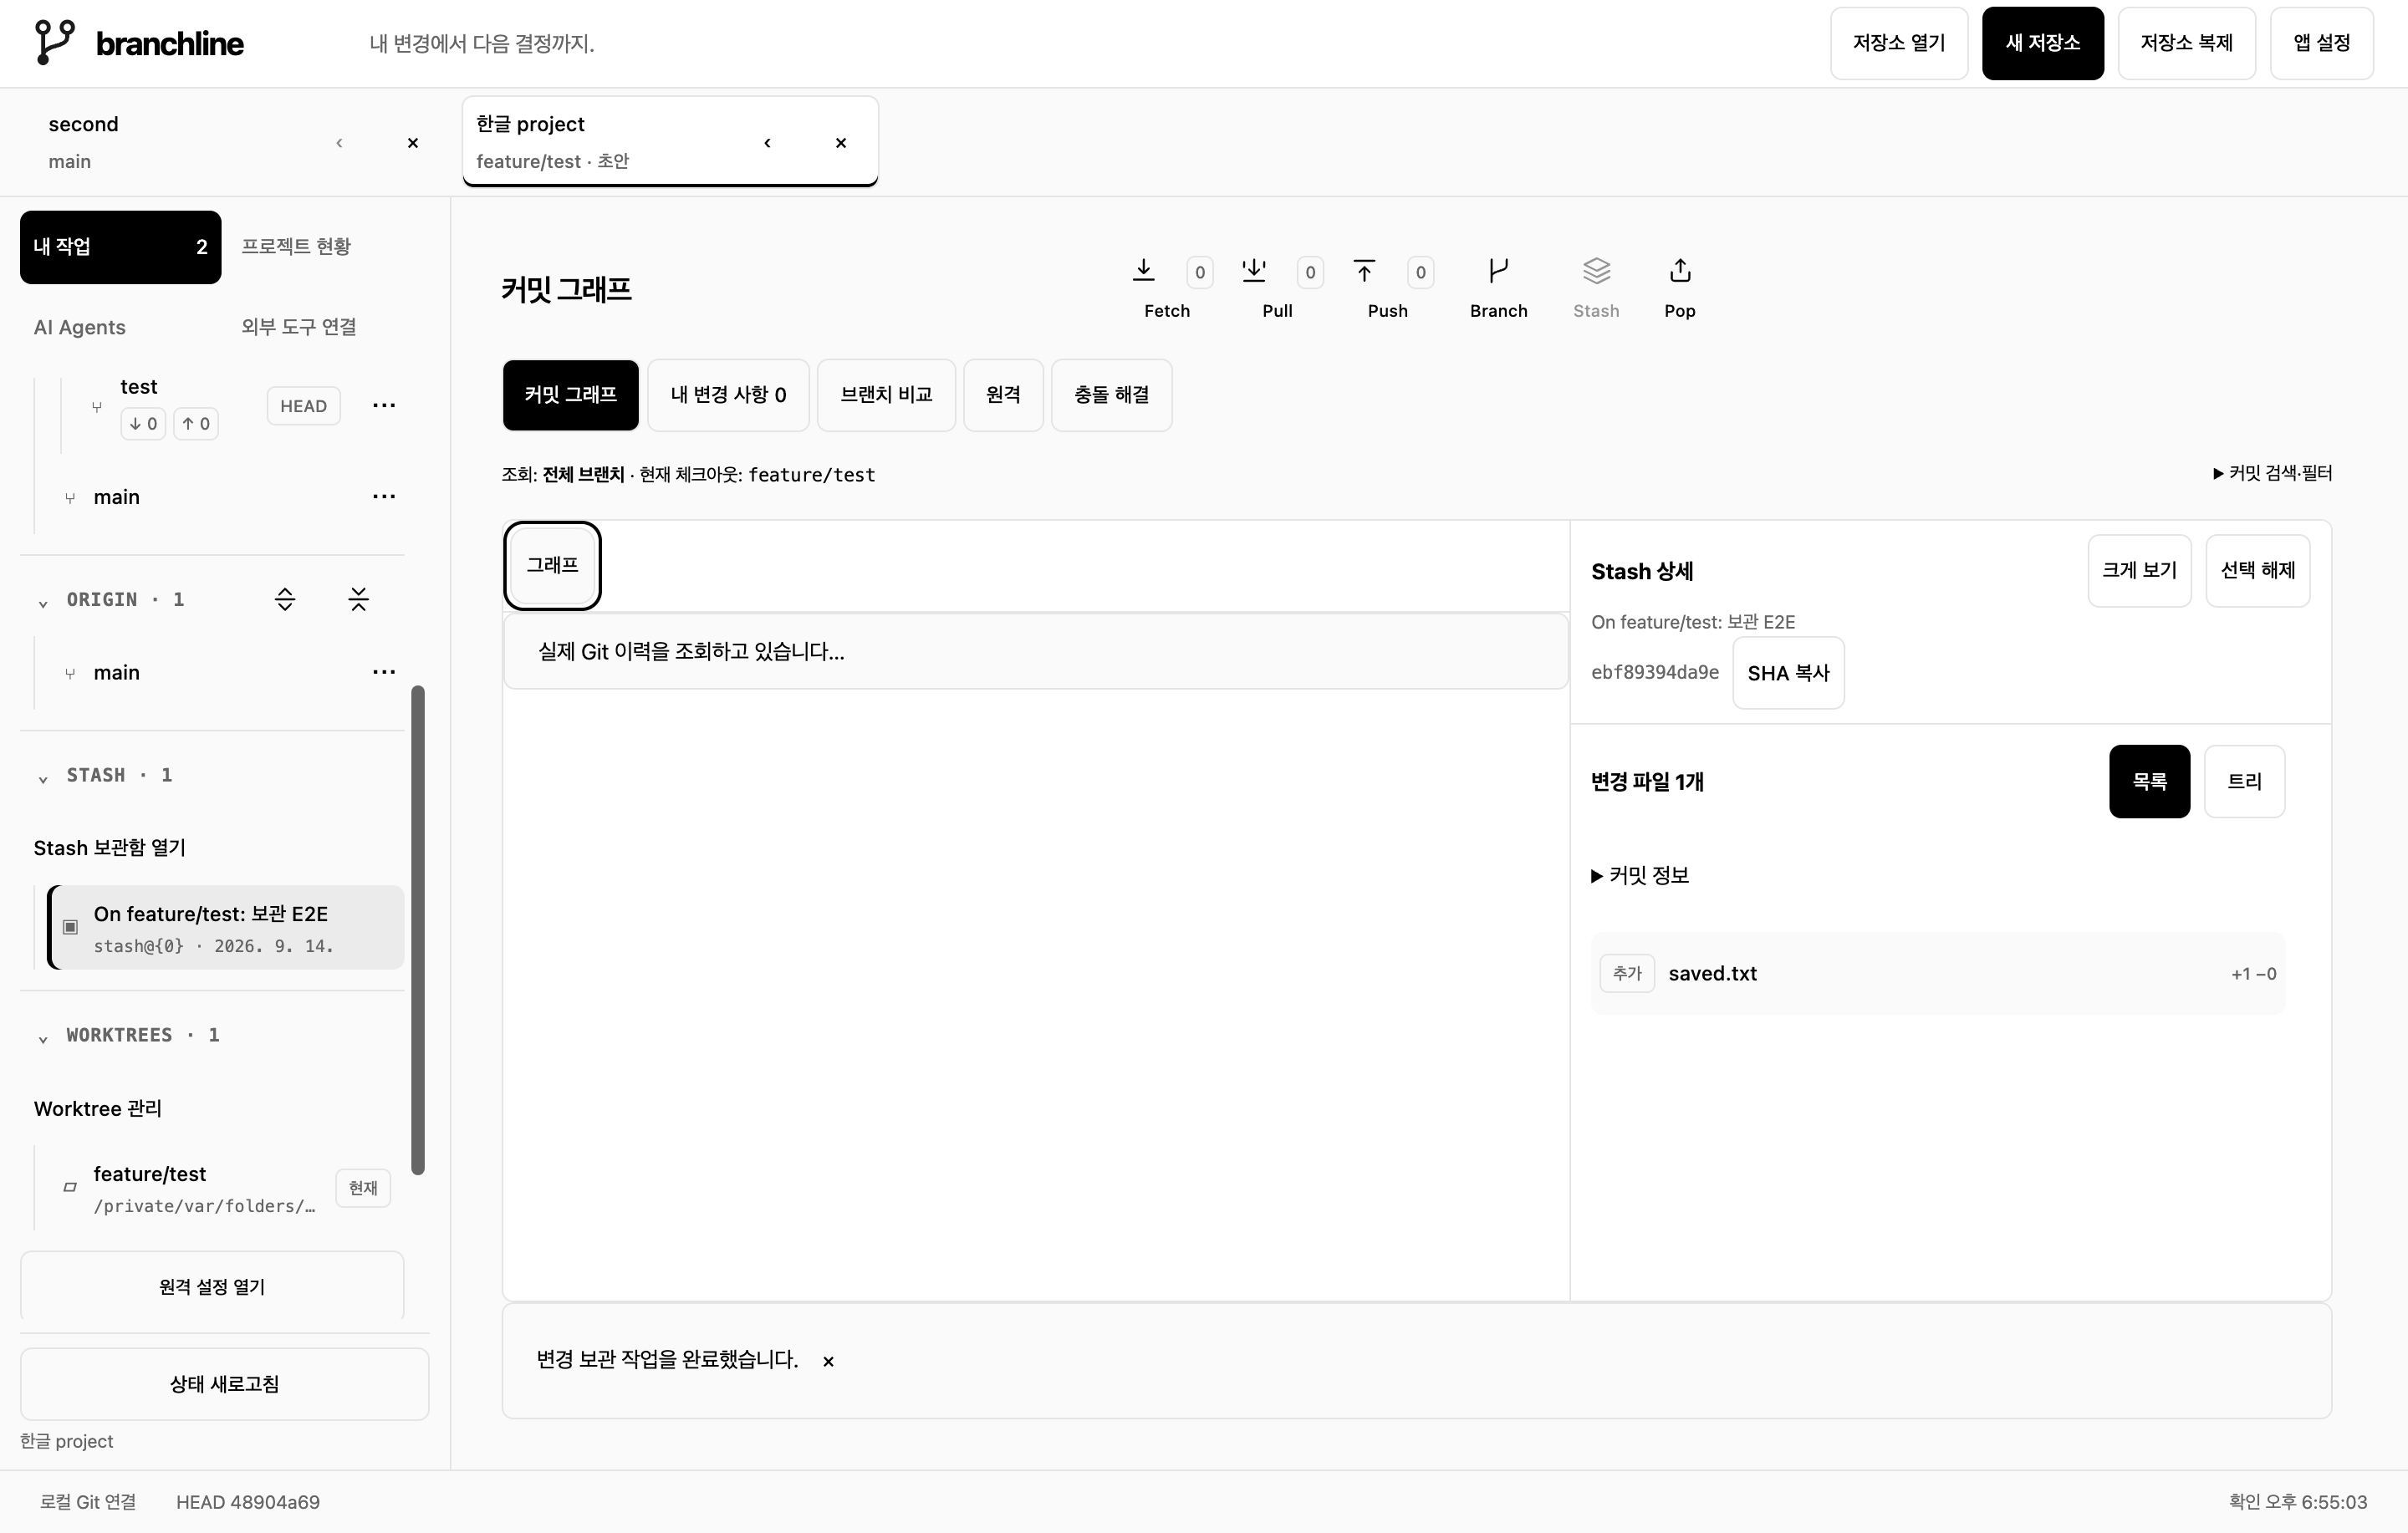 branchline
내 변경에서 다음 결정까지.
저장소 열기
새 저장소
저장소 복제
앱 설정
second
main
한글 project
feature/test · 초안
내 작업 2
프로젝트 현황
AI Agents
외부 도구 연결
test
↓ 0 ↑ 0
HEAD
main
ORIGIN · 1
main
STASH · 1
Stash 보관함 열기
On feature/test: 보관 E2E
stash@{0} · 2026. 9. 14.
WORKTREES · 1
Worktree 관리
feature/test
/private/var/folders/…
현재
원격 설정 열기
상태 새로고침
한글 project
커밋 그래프
0
Fetch
0
Pull
0
Push
Branch
Stash
Pop
커밋 그래프
내 변경 사항 0
브랜치 비교
원격
충돌 해결
조회: 전체 브랜치 · 현재 체크아웃: feature/test
▶ 커밋 검색·필터
그래프
실제 Git 이력을 조회하고 있습니다…
Stash 상세
크게 보기
선택 해제
On feature/test: 보관 E2E
ebf89394da9e
SHA 복사
변경 파일 1개
목록
트리
▶ 커밋 정보
추가
saved.txt
+1 −0
변경 보관 작업을 완료했습니다.
로컬 Git 연결
HEAD 48904a69
확인 오후 6:55:03